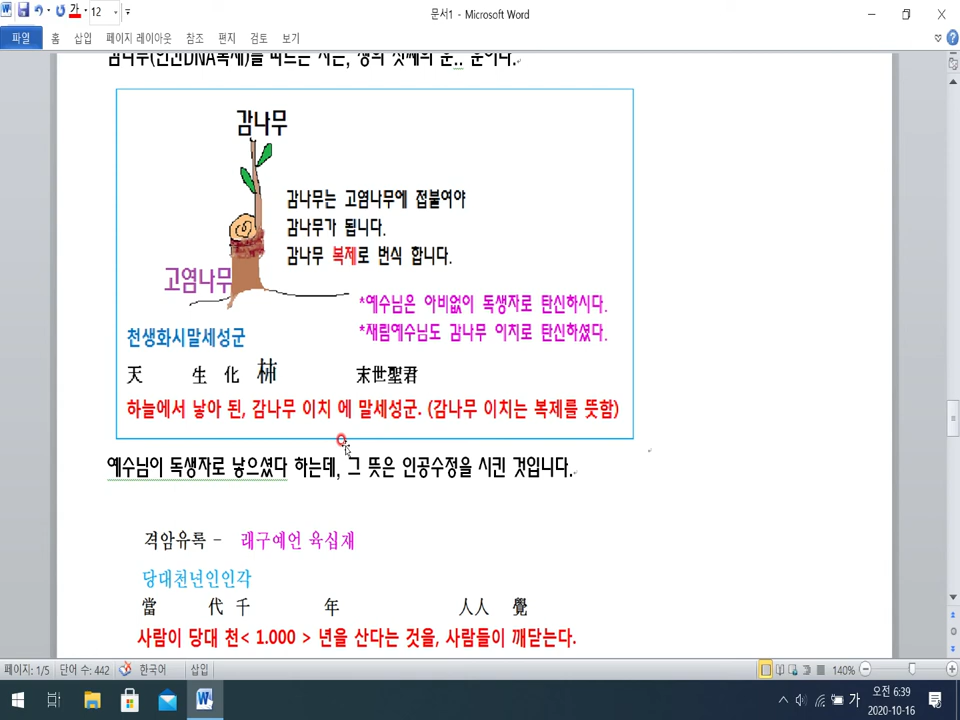 문서1 - Microsoft Word
가 12
파일 홈 삽입 페이지 레이아웃 참조 편지 검토 보기
감나무
감나무는 고염나무에 접붙여야
감나무가 됩니다.
감나무 복제로 번식 합니다.
고염나무
*예수님은 아비없이 독생자로 탄신하시다.
*재림예수님도 감나무 이치로 탄신하셨다.
천생화시말세성군
天 生 化 柹 末世聖君
하늘에서 낳아 된, 감나무 이치 에 말세성군. (감나무 이치는 복제를 뜻함)
예수님이 독생자로 낳으셨다 하는데, 그 뜻은 인공수정을 시킨 것입니다.
격암유록 - 래구예언 육십재
당대천년인인각
當 代 千 年 人人 覺
사람이 당대 천< 1.000 > 년을 산다는 것을, 사람들이 깨닫는다.
페이지: 1/5 단어 수: 442 한국어 삽입 140%
가 오전 6:39
2020-10-16